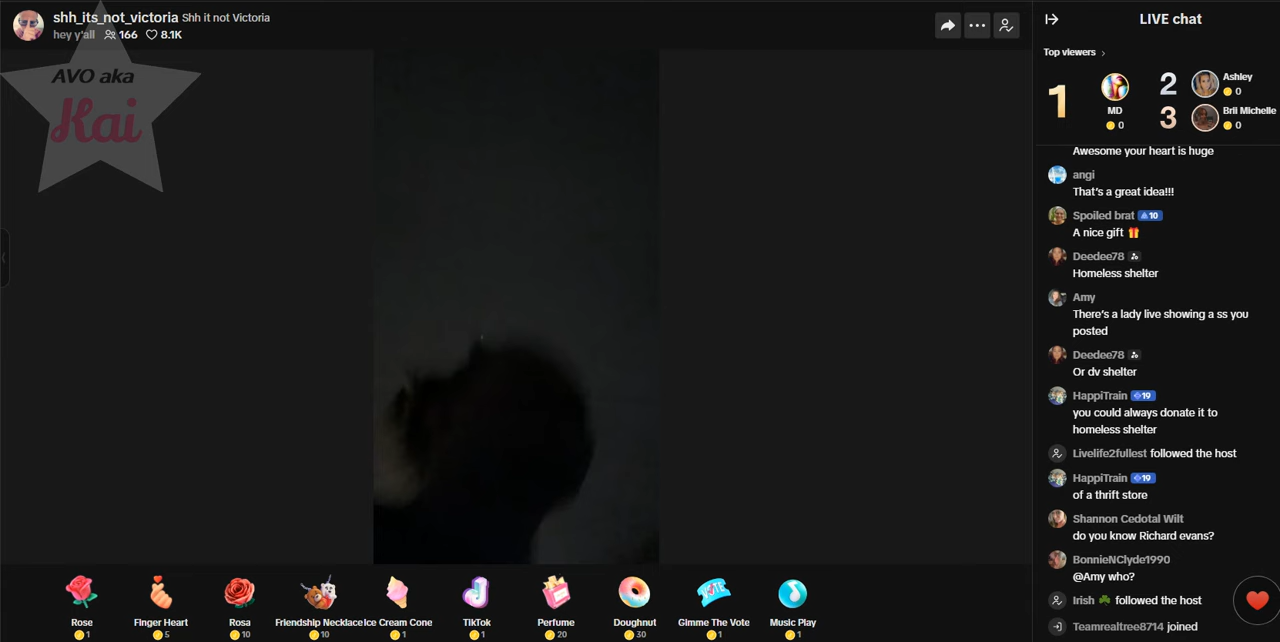 shh_its_not_victoria Shh it not Victoria
hey y'all 166 8.1K
AVO aka
Kai
LIVE chat
Top viewers
1
MD
0
2
Ashley
0
3
Brii Michelle
0
Awesome your heart is huge
angi
That's a great idea!!!
Spoiled brat 10
A nice gift 🎁
Deedee78
Homeless shelter
Amy
There's a lady live showing a ss you
posted
Deedee78
Or dv shelter
HappiTrain 19
you could always donate it to
homeless shelter
Livelife2fullest followed the host
HappiTrain 19
of a thrift store
Shannon Cedotal Wilt
do you know Richard evans?
BonnieNClyde1990
@Amy who?
Irish ☘️ followed the host
Teamrealtree8714 joined
Rose
1
Finger Heart
5
Rosa
10
Friendship Necklace
10
Ice Cream Cone
1
TikTok
1
Perfume
20
Doughnut
30
VOTE
Gimme The Vote
1
Music Play
1